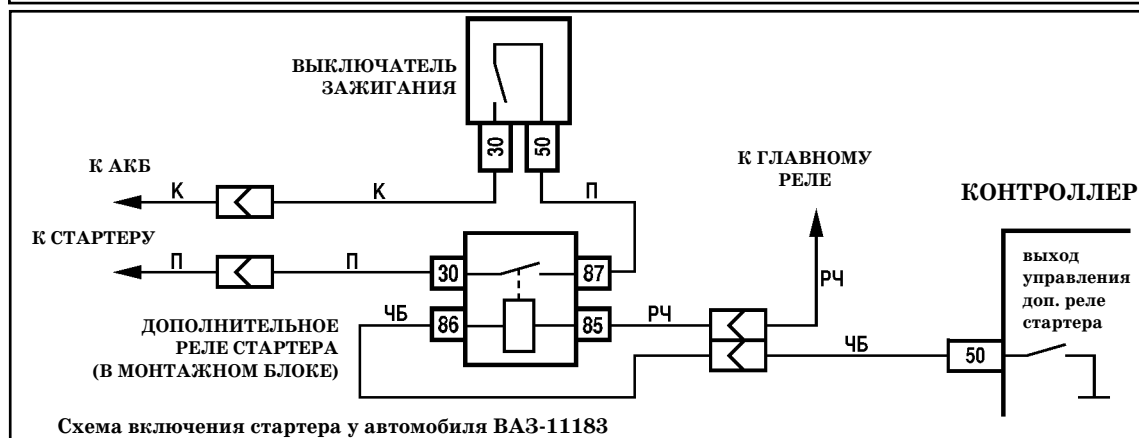 ВЫКЛЮЧАТЕЛЬ
ЗАЖИГАНИЯ
30
50
К АКБ
К
К
П
К ГЛАВНОМУ
РЕЛЕ
КОНТРОЛЛЕР
К СТАРТЕРУ
П
П
30
87
РЧ
выход
управления
доп. реле
стартера
ЧБ
86
85
РЧ
ДОПОЛНИТЕЛЬНОЕ
РЕЛЕ СТАРТЕРА
(В МОНТАЖНОМ БЛОКЕ)
ЧБ
50
Схема включения стартера у автомобиля ВАЗ-11183